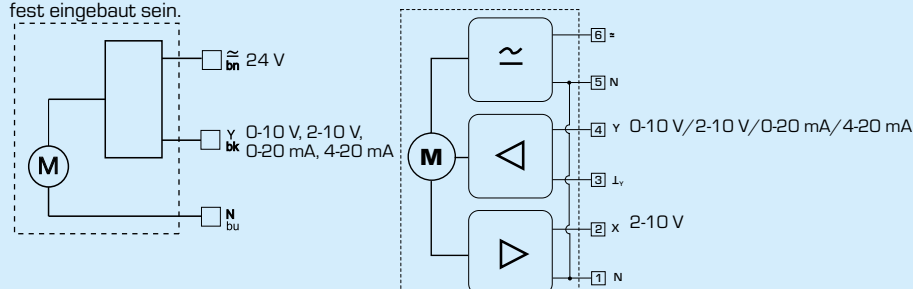 fest eingebaut sein.
≂
bn 24 V
Y 0-10 V, 2-10 V,
bk 0-20 mA, 4-20 mA
M
N
bu
6 ≂
≂
5 N
4 Y 0-10 V/2-10 V/0-20 mA/4-20 mA
M
3 ⊥Y
2 X 2-10 V
1 N